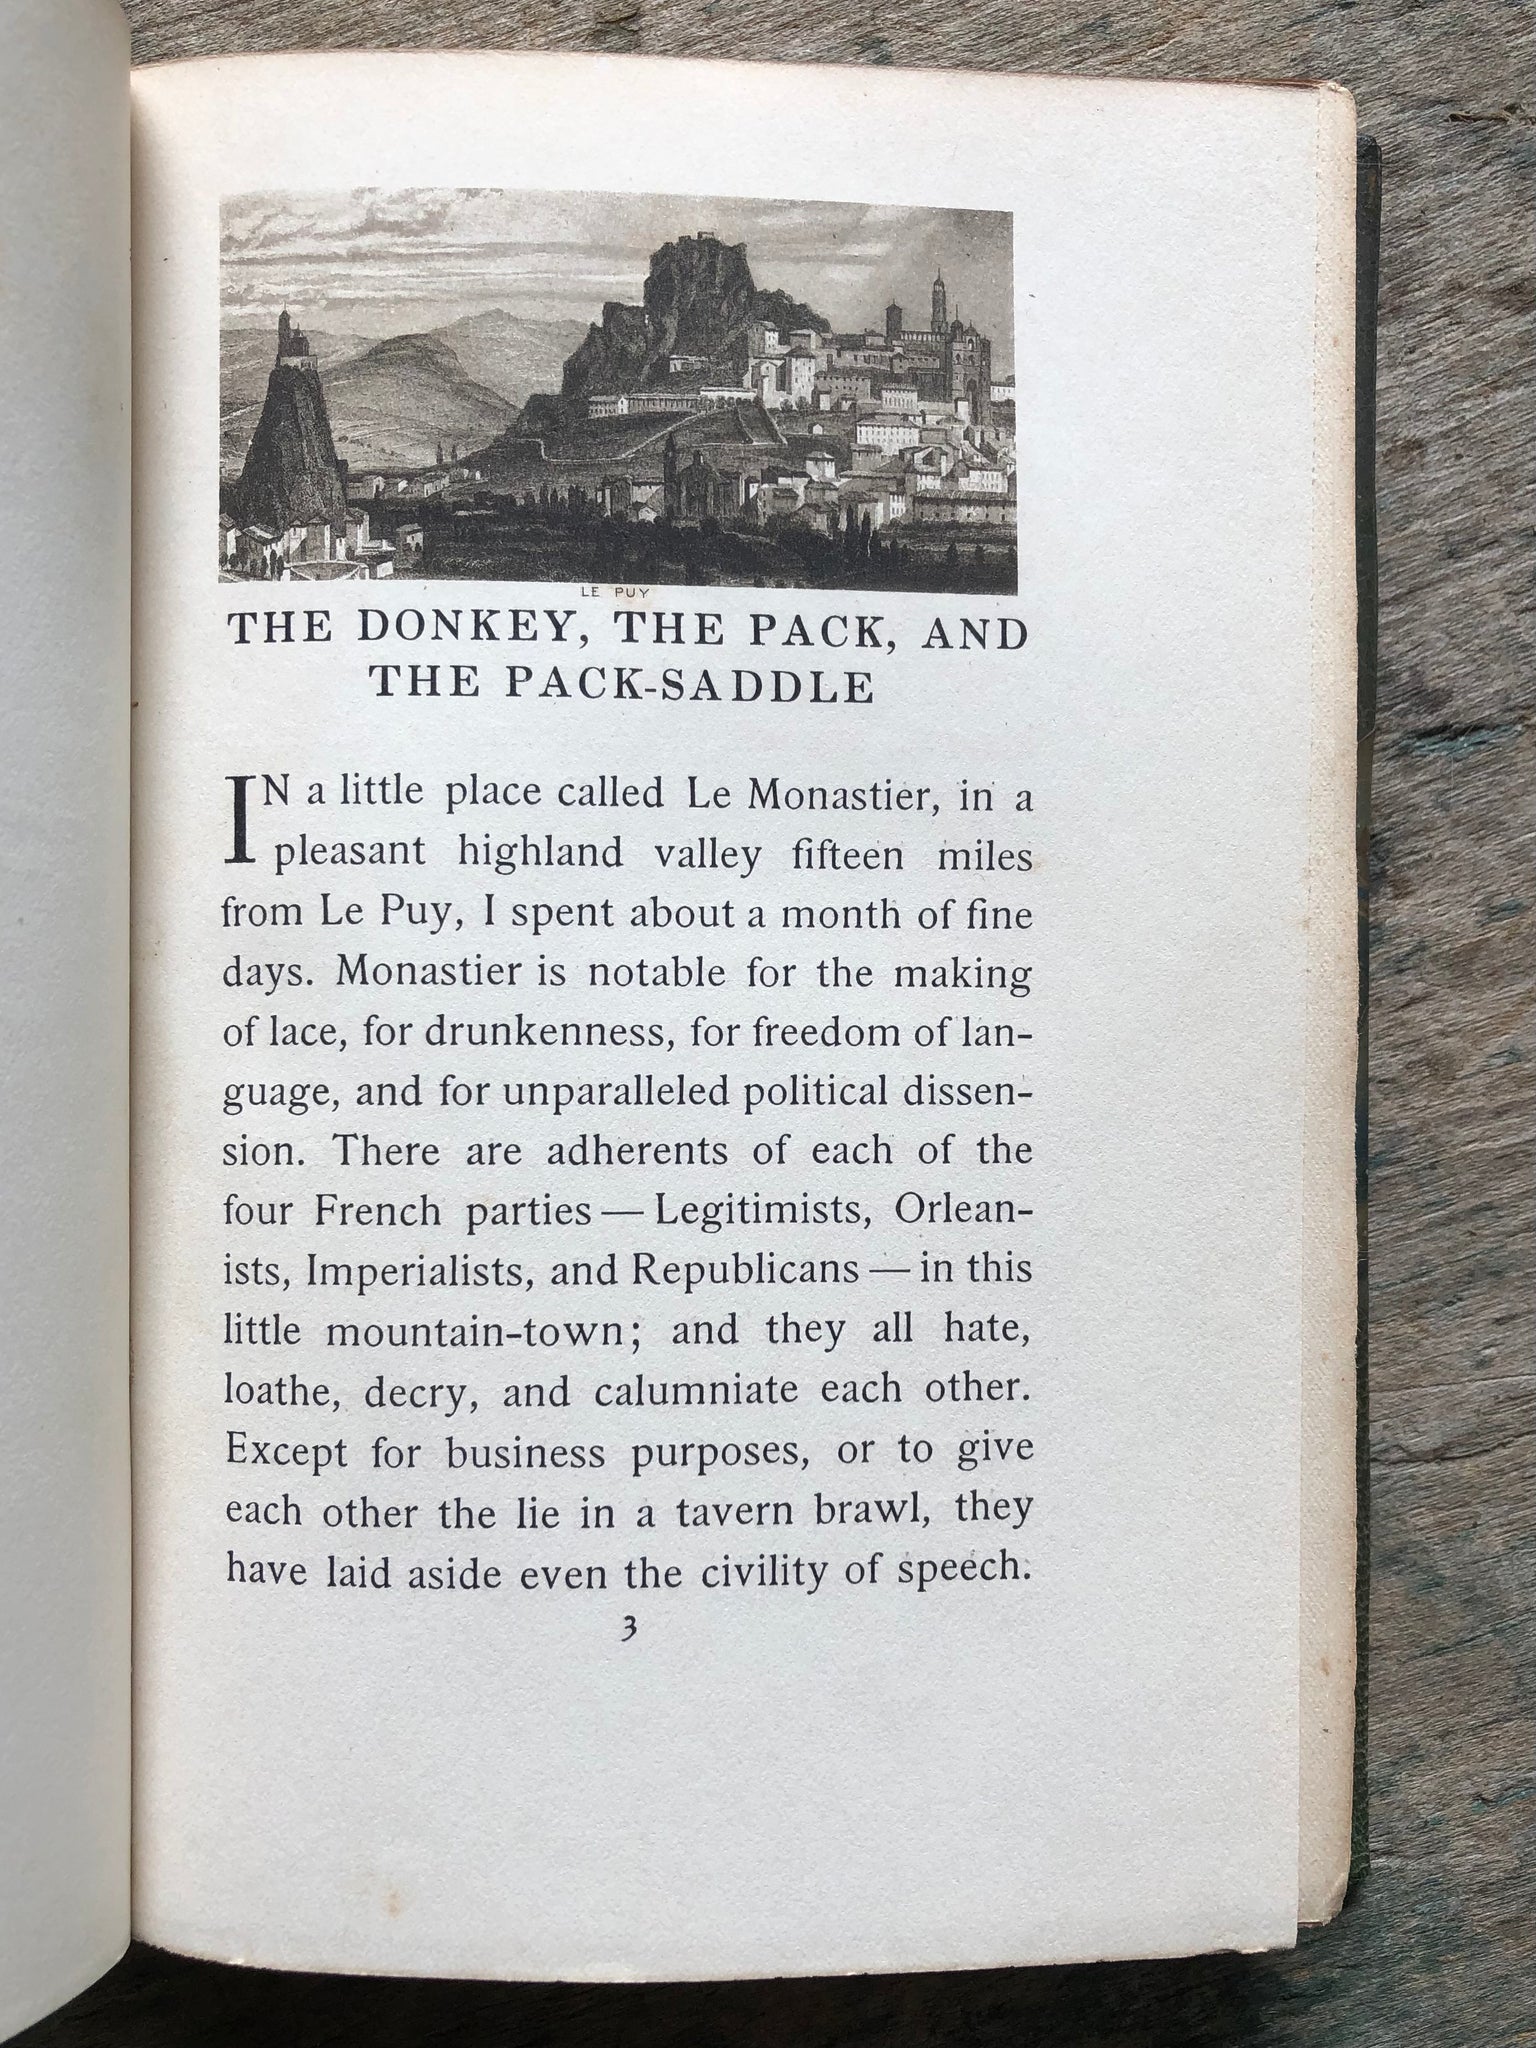 LE PUY
THE DONKEY, THE PACK, AND
THE PACK-SADDLE
IN a little place called Le Monastier, in a
pleasant highland valley fifteen miles
from Le Puy, I spent about a month of fine
days. Monastier is notable for the making
of lace, for drunkenness, for freedom of lan-
guage, and for unparalleled political dissen-
sion. There are adherents of each of the
four French parties — Legitimists, Orlean-
ists, Imperialists, and Republicans — in this
little mountain-town; and they all hate,
loathe, decry, and calumniate each other.
Except for business purposes, or to give
each other the lie in a tavern brawl, they
have laid aside even the civility of speech.
3